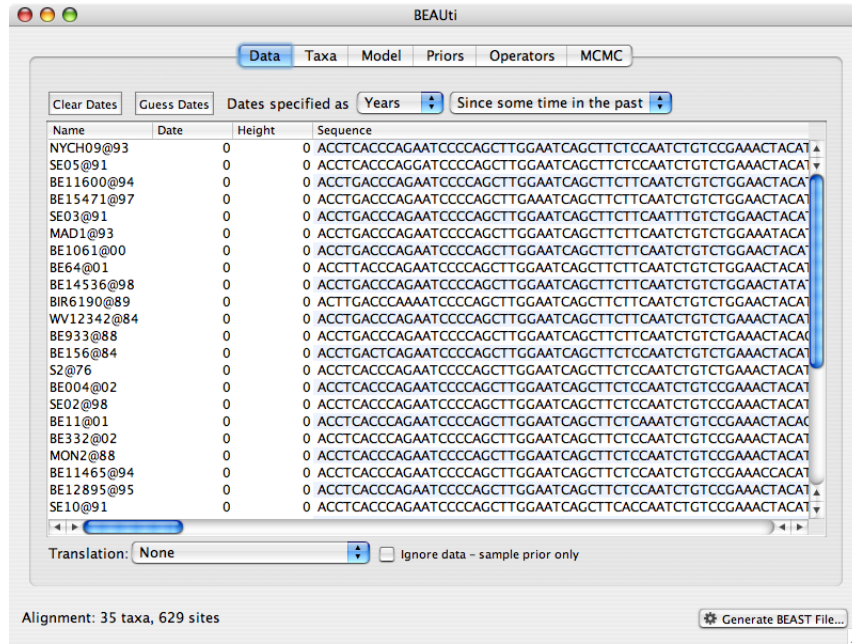 BEAUti
Data Taxa Model Priors Operators MCMC
Clear Dates Guess Dates Dates specified as Years Since some time in the past
Name Date Height Sequence
NYCH09@93 0 0 ACCTCACCCAGAATCCCCAGCTTGGAATCAGCTTCTCCAATCTGTCCGAAACTACAT
SE05@91 0 0 ACCTCACCCAGGATCCCCAGCTTGGAATCAGCTTCTCCAATCTGTCTGAAACTACAT
BE11600@94 0 0 ACCTGACCCAGAATCCCCAGCTTGGAATCAGCTTCTTCAATCTGTCTGGAACTACAT
BE15471@97 0 0 ACCTGACCCAGAATCCCCAGCTTGAAATCAGCTTCTTCAATCTGTCTGGAACTACAT
SE03@91 0 0 ACCTGACCCAGAATCCCCAGCTTGGAATCAGCTTCTTCAATTTGTCTGGAACTACAT
MAD1@93 0 0 ACCTGACCCAGAATCCCCAGCTTGGAATCAGCTTCTTCAATCTGTCTGGAAATACAT
BE1061@00 0 0 ACCTGACCCAGAATCCCCAGCTTGGAATCAGCTTCTTCAATCTGTCTGGAACTACAT
BE64@01 0 0 ACCTTACCCAGAATCCCCAGCTTGGAATCAGCTTCTTCAATCTGTCTGGAACTACAT
BE14536@98 0 0 ACCTGACCCAGAATCCCCAGCTTGGAATCAGCTTCTTCAATCTGTCTGGAACTATAT
BIR6190@89 0 0 ACTTGACCCAAAATCCCCAGCTTGGAATCAGCTTCTTCAATCTGTCTGGAACTACAT
WV12342@84 0 0 ACCTGACCCAGAATCCCCAGCTTGGAATCAGCTTCTTCAATCTGTCTGAAACTACAT
BE933@88 0 0 ACCTGACCCAGAATCCCCAGCTTGGAATCAGCTTCTTCAATCTGTCTGAAACTACAC
BE156@84 0 0 ACCTGACTCAGAATCCCCAGCTTGGAATCAGCTTCTCCAATCTGTCTGAAACTACAT
S2@76 0 0 ACCTCACCCAGAATCCCCAGCTTGGAATCAGCTTCTCCAATCTGTCTGAAACTACAT
BE004@02 0 0 ACCTCACCCAGAATCCCCAGCTTGGAATCAGCTTCTCCAATCTGTCCGAAACTACAT
SE02@98 0 0 ACCTCACCCAGAATCCCCAGCTTGGAATCAGCTTCTCCAATCTGTCCGAAACTACAT
BE11@01 0 0 ACCTCACCCAGAATCCCCAGCTTGGAATCAGCTTCTCAAATCTGTCCGAAACTACAC
BE332@02 0 0 ACCTCACCCAGAATCCCCAGCTTGGAATCAGCTTCTCCAATCTGTCCGAAACTACAT
MON2@88 0 0 ACCTCACCCAGAATCCCCAGCTTGGAATCAGCTTCTCCAATCTGTCCGAAACTACAT
BE11465@94 0 0 ACCTCACCCAGAATCCCCAGCTTGGAATCAGCTTCTCCAATCTGTCCGAAACCACAT
BE12895@95 0 0 ACCTCACCCAGAATCCCCAGCTTGGAATCAGCTTCTCCAATCTGTCCGAAACTACAT
SE10@91 0 0 ACCTCACCCAGAATCCCCAGCTTGGAATCAGCTTCACCAATCTGTCCGAAACTACAT
Translation: None Ignore data – sample prior only
Alignment: 35 taxa, 629 sites Generate BEAST File...